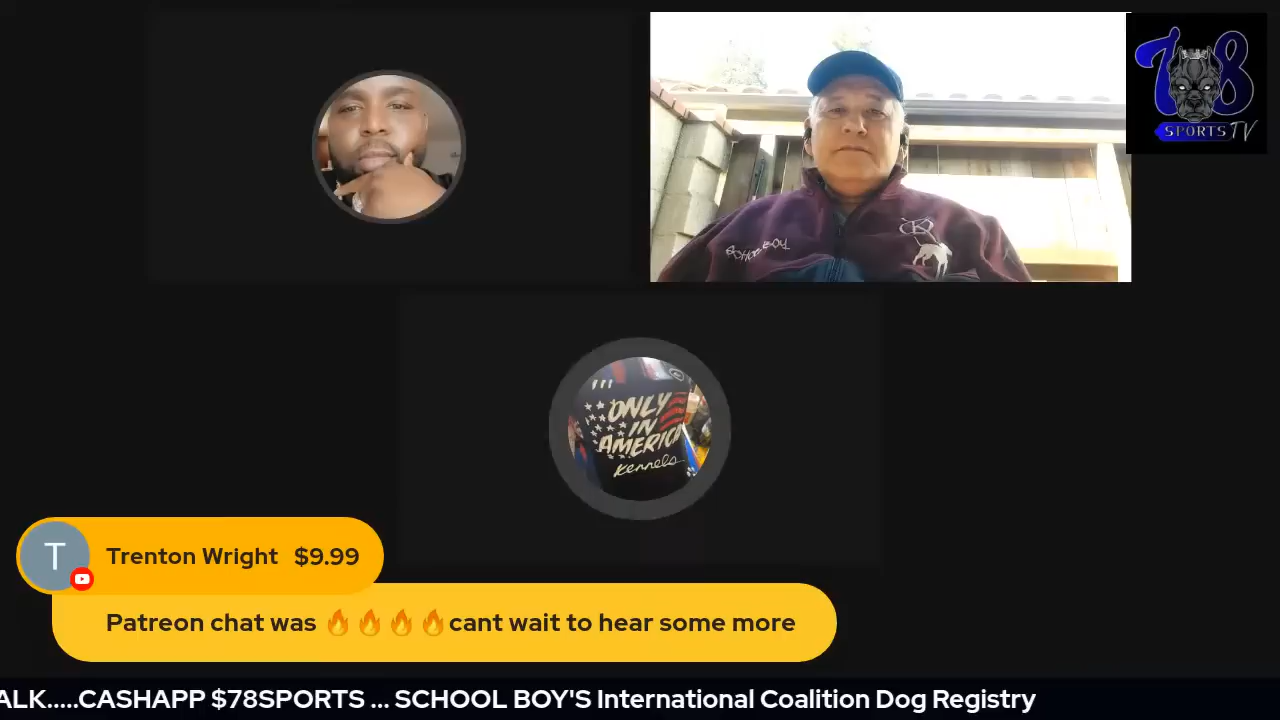 78
SPORTS TV
SCHOOLBOY
ONLY
IN
AMERICA
Kennels
T
Trenton Wright $9.99
Patreon chat was 🔥🔥🔥🔥cant wait to hear some more
ALK.....CASHAPP $78SPORTS ... SCHOOL BOY'S International Coalition Dog Registry